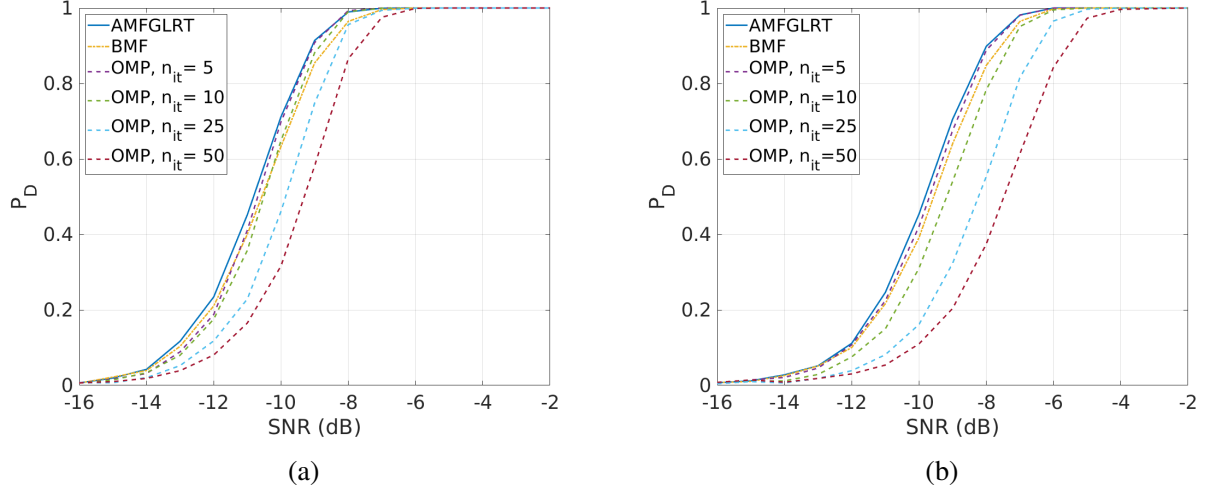 1
0.8
0.6
0.4
0.2
0
P_D
AMFGLRT
BMF
OMP, n_it= 5
OMP, n_it= 10
OMP, n_it= 25
OMP, n_it= 50
-16 -14 -12 -10 -8 -6 -4 -2
SNR (dB)
(a)
1
0.8
0.6
0.4
0.2
0
P_D
AMFGLRT
BMF
OMP, n_it=5
OMP, n_it=10
OMP, n_it=25
OMP, n_it=50
-16 -14 -12 -10 -8 -6 -4 -2
SNR (dB)
(b)